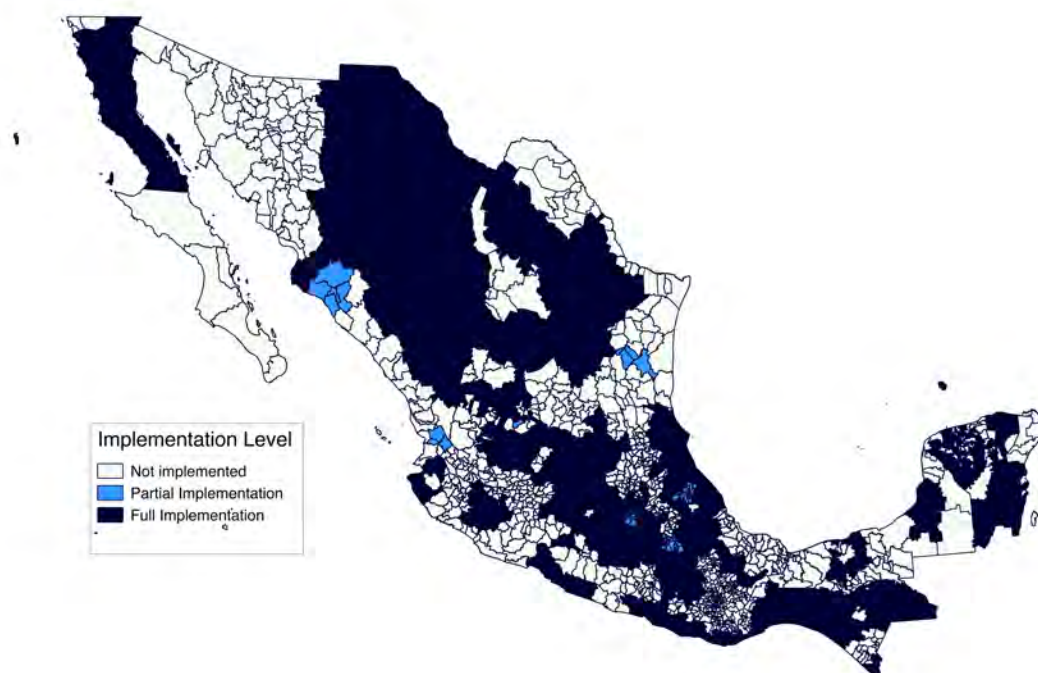 Implementation Level
Not implemented
Partial Implementation
Full Implementation